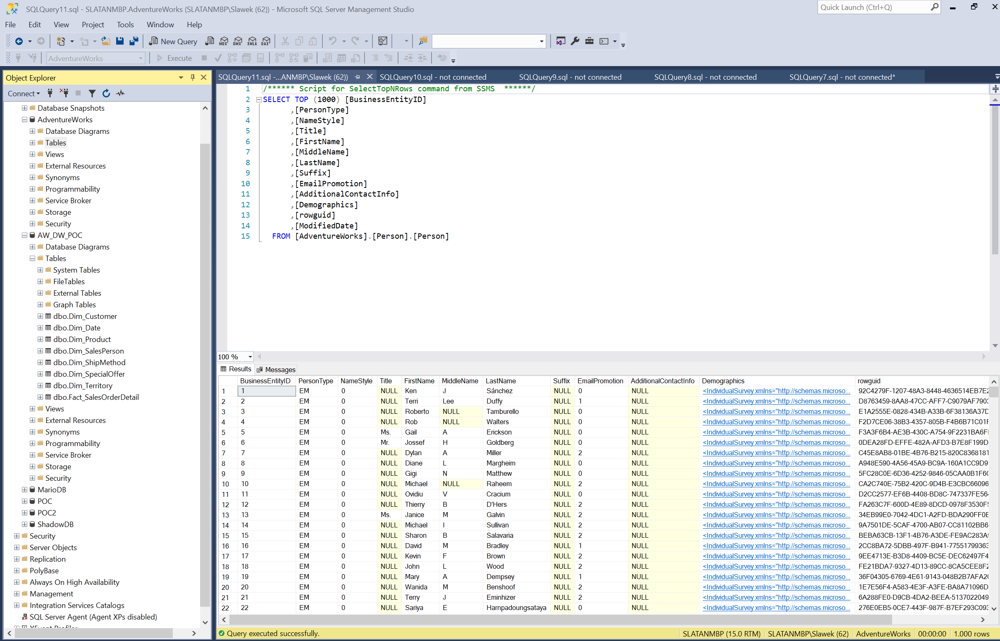 SQLQuery11.sql - SLATANMBP.AdventureWorks (SLATANMBP\Slawek (62)) - Microsoft SQL Server Management Studio
Quick Launch (Ctrl+Q)
File Edit View Project Tools Window Help
New Query MDX DMX XMLA DAX
AdventureWorks Execute
Object Explorer
Connect
Database Snapshots
AdventureWorks
Database Diagrams
Tables
Views
External Resources
Synonyms
Programmability
Service Broker
Storage
Security
AW_DW_POC
Database Diagrams
Tables
System Tables
FileTables
External Tables
Graph Tables
dbo.Dim_Customer
dbo.Dim_Date
dbo.Dim_Product
dbo.Dim_SalesPerson
dbo.Dim_ShipMethod
dbo.Dim_SpecialOffer
dbo.Dim_Territory
dbo.Fact_SalesOrderDetail
Views
External Resources
Synonyms
Programmability
Service Broker
Storage
Security
MarioDB
POC
POC2
ShadowDB
Security
Server Objects
Replication
PolyBase
Always On High Availability
Management
Integration Services Catalogs
SQL Server Agent (Agent XPs disabled)
SQLQuery11.sql -...ANMBP\Slawek (62)) SQLQuery10.sql - not connected SQLQuery9.sql - not connected SQLQuery8.sql - not connected SQLQuery7.sql - not connected*
1 /****** Script for SelectTopNRows command from SSMS  ******/
2 SELECT TOP (1000) [BusinessEntityID]
3 ,[PersonType]
4 ,[NameStyle]
5 ,[Title]
6 ,[FirstName]
7 ,[MiddleName]
8 ,[LastName]
9 ,[Suffix]
10 ,[EmailPromotion]
11 ,[AdditionalContactInfo]
12 ,[Demographics]
13 ,[rowguid]
14 ,[ModifiedDate]
15 FROM [AdventureWorks].[Person].[Person]
100 %
Results Messages
BusinessEntityID PersonType NameStyle Title FirstName MiddleName LastName Suffix EmailPromotion AdditionalContactInfo Demographics rowguid
1 1 EM 0 NULL Ken J Sánchez NULL 0 NULL <IndividualSurvey xmlns="http://schemas.microso... 92C4279F-1207-48A3-8448-4636514EB7E2
2 2 EM 0 NULL Terri Lee Duffy NULL 1 NULL <IndividualSurvey xmlns="http://schemas.microso... D8763459-8AA8-47CC-AFF7-C9079AF7903
3 3 EM 0 NULL Roberto NULL Tamburello NULL 0 NULL <IndividualSurvey xmlns="http://schemas.microso... E1A2555E-0828-434B-A33B-6F38136A37D
4 4 EM 0 NULL Rob NULL Walters NULL 0 NULL <IndividualSurvey xmlns="http://schemas.microso... F2D7CE06-38B3-4357-805B-F4B6B71C01F
5 5 EM 0 Ms. Gail A Erickson NULL 0 NULL <IndividualSurvey xmlns="http://schemas.microso... F3A3F6B4-AE3B-430C-A754-9F2231BA6F
6 6 EM 0 Mr. Jossef H Goldberg NULL 0 NULL <IndividualSurvey xmlns="http://schemas.microso... 0DEA28FD-EFFE-482A-AFD3-B7E8F199D
7 7 EM 0 NULL Dylan A Miller NULL 2 NULL <IndividualSurvey xmlns="http://schemas.microso... C45E8AB8-01BE-4B76-B215-820C8368181
8 8 EM 0 NULL Diane L Margheim NULL 0 NULL <IndividualSurvey xmlns="http://schemas.microso... A948E590-4A56-45A9-BC9A-160A1CC9D9
9 9 EM 0 NULL Gigi N Matthew NULL 0 NULL <IndividualSurvey xmlns="http://schemas.microso... 5FC28C0E-6D36-4252-9846-05CAA0B1F6
10 10 EM 0 NULL Michael NULL Raheem NULL 2 NULL <IndividualSurvey xmlns="http://schemas.microso... CA2C740E-75B2-420C-9D4B-E3CBC66096
11 11 EM 0 NULL Ovidiu V Cracium NULL 0 NULL <IndividualSurvey xmlns="http://schemas.microso... D2CC2577-EF6B-4408-BD8C-747337FE56
12 12 EM 0 NULL Thierry B D'Hers NULL 2 NULL <IndividualSurvey xmlns="http://schemas.microso... FA263C7F-600D-4E89-8DCD-0978F3530F
13 13 EM 0 Ms. Janice M Galvin NULL 2 NULL <IndividualSurvey xmlns="http://schemas.microso... 34EB99E0-7042-4DC1-A2FD-BDA290FF0E
14 14 EM 0 NULL Michael I Sullivan NULL 2 NULL <IndividualSurvey xmlns="http://schemas.microso... 9A7501DE-5CAF-4700-AB07-CC81102BB6
15 15 EM 0 NULL Sharon B Salavaria NULL 2 NULL <IndividualSurvey xmlns="http://schemas.microso... BEBA63CB-13F1-4B76-A3DE-FE9AC283A
16 16 EM 0 NULL David M Bradley NULL 1 NULL <IndividualSurvey xmlns="http://schemas.microso... 2CC8BA72-5DBB-497F-B941-77551799363
17 17 EM 0 NULL Kevin F Brown NULL 2 NULL <IndividualSurvey xmlns="http://schemas.microso... 9EE4713E-B3D8-4409-BC5E-DEC62497F4
18 18 EM 0 NULL John L Wood NULL 2 NULL <IndividualSurvey xmlns="http://schemas.microso... FE21BDA7-9327-4D13-89CC-8CA5CEE8F2
19 19 EM 0 NULL Mary A Dempsey NULL 1 NULL <IndividualSurvey xmlns="http://schemas.microso... 36F04305-6769-4E61-9143-048B2B7AFA2
20 20 EM 0 NULL Wanida M Benshoof NULL 2 NULL <IndividualSurvey xmlns="http://schemas.microso... 1E7E56F4-A583-4E3F-A3FE-BA8A71096D
21 21 EM 0 NULL Terry J Eminhizer NULL 2 NULL <IndividualSurvey xmlns="http://schemas.microso... 6A288FE0-D9CB-4DA2-BEEA-5137022049
22 22 EM 0 NULL Sariya E Harnpadoungsataya NULL 0 NULL <IndividualSurvey xmlns="http://schemas.microso... 276E0EB5-0CE7-443F-987F-B7EF293C093
Query executed successfully. SLATANMBP (15.0 RTM) SLATANMBP\Slawek (62) AdventureWorks 00:00:00 1.000 rows